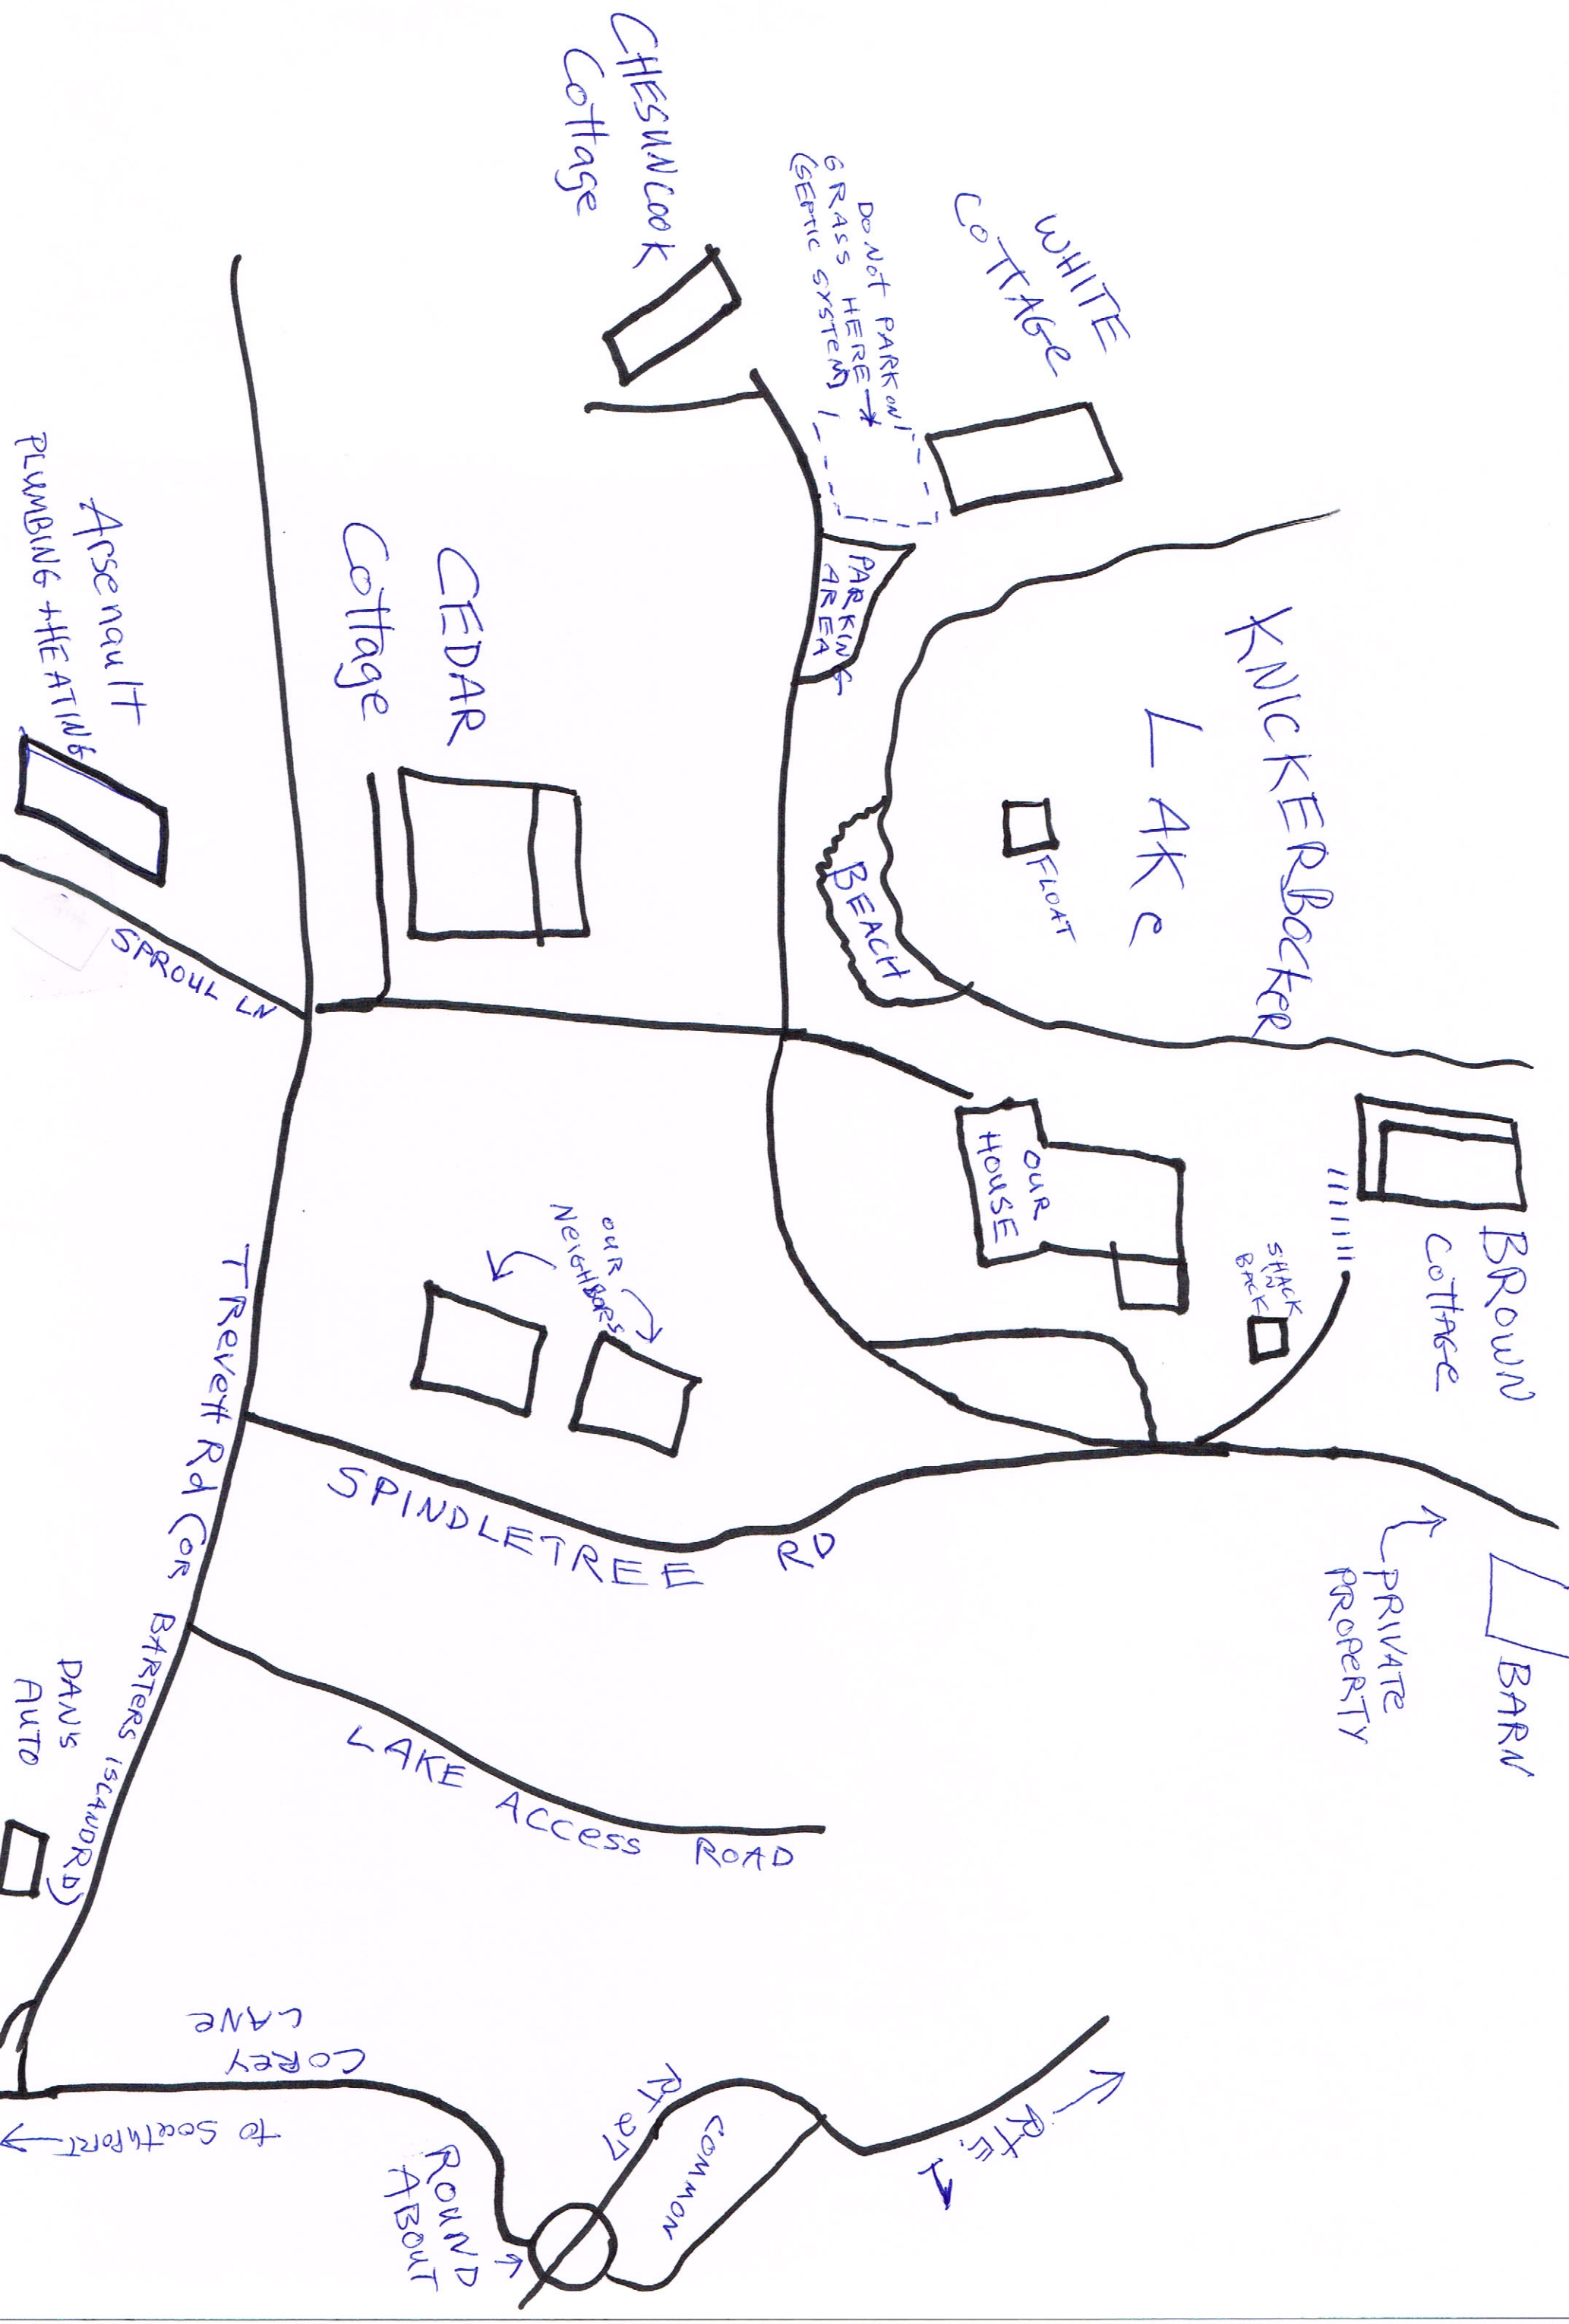 CHESUNCOOK
Cottage
DO NOT PARK ON
GRASS HERE →
(SEPTIC SYSTEM)
WHITE
COTTAGE
KNICKERBOCKER
LAKE
FLOAT
PARKING
AREA
BEACH
CEDAR
Cottage
Arsenault
PLUMBING + HEATING
SPROUL LN
OUR
HOUSE
BROWN
COTTAGE
SHACK
IN
BACK
OUR
NEIGHBORS
Trevett Rd (OR BARTERS ISLAND RD)
SPINDLETREE RD
PRIVATE
PROPERTY
BARN
LAKE ACCESS ROAD
DAN'S
AUTO
COREY
LANE
to SOUTHPORT →
ROUND
ABOUT
Rt 27
COMMON
RTE. 1